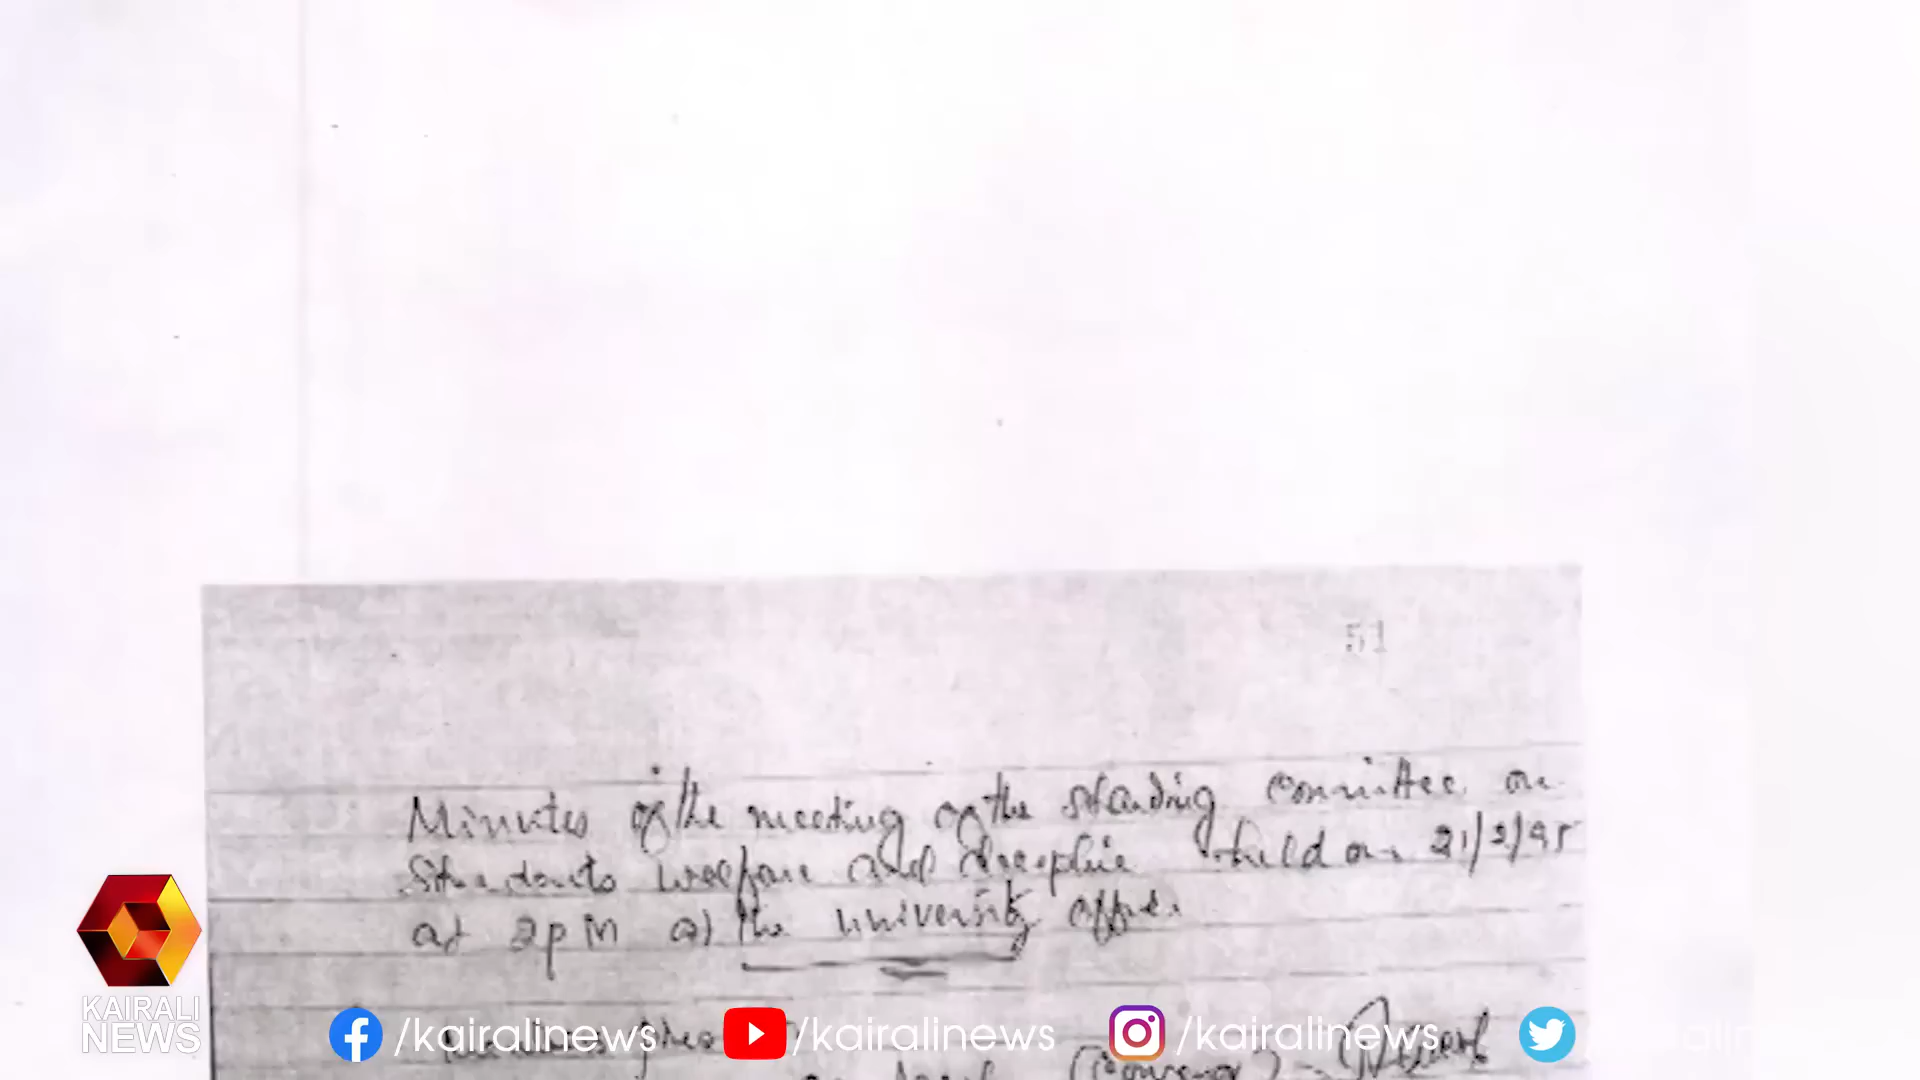 51
Minutes of the meeting of the standing committee on
Students welfare and discipline held on 21/2/95
at 2pm at the university office.
(Convenor)
KAIRALI
NEWS
/kairalinews
/kairalinews
/kairalinews